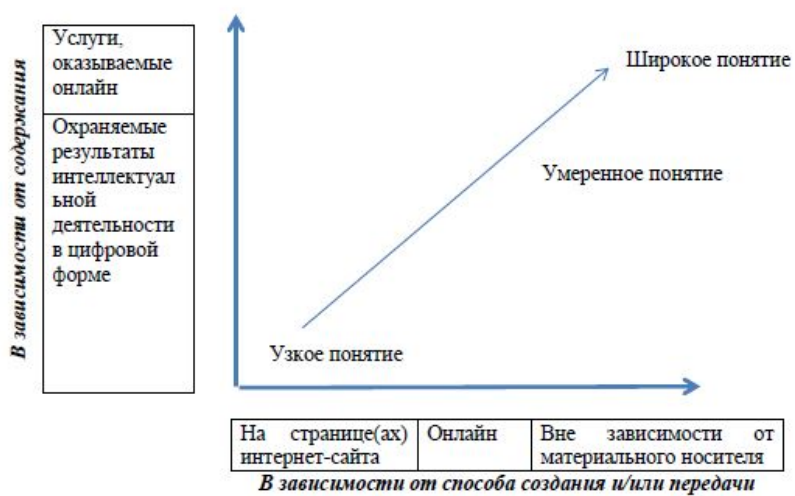 В зависимости от содержания
Услуги,
оказываемые
онлайн
Охраняемые
результаты
интеллектуал
ьной
деятельности
в цифровой
форме
Широкое понятие
Умеренное понятие
Узкое понятие
На странице(ах)
интернет-сайта
Онлайн
Вне зависимости от
материального носителя
В зависимости от способа создания и/или передачи